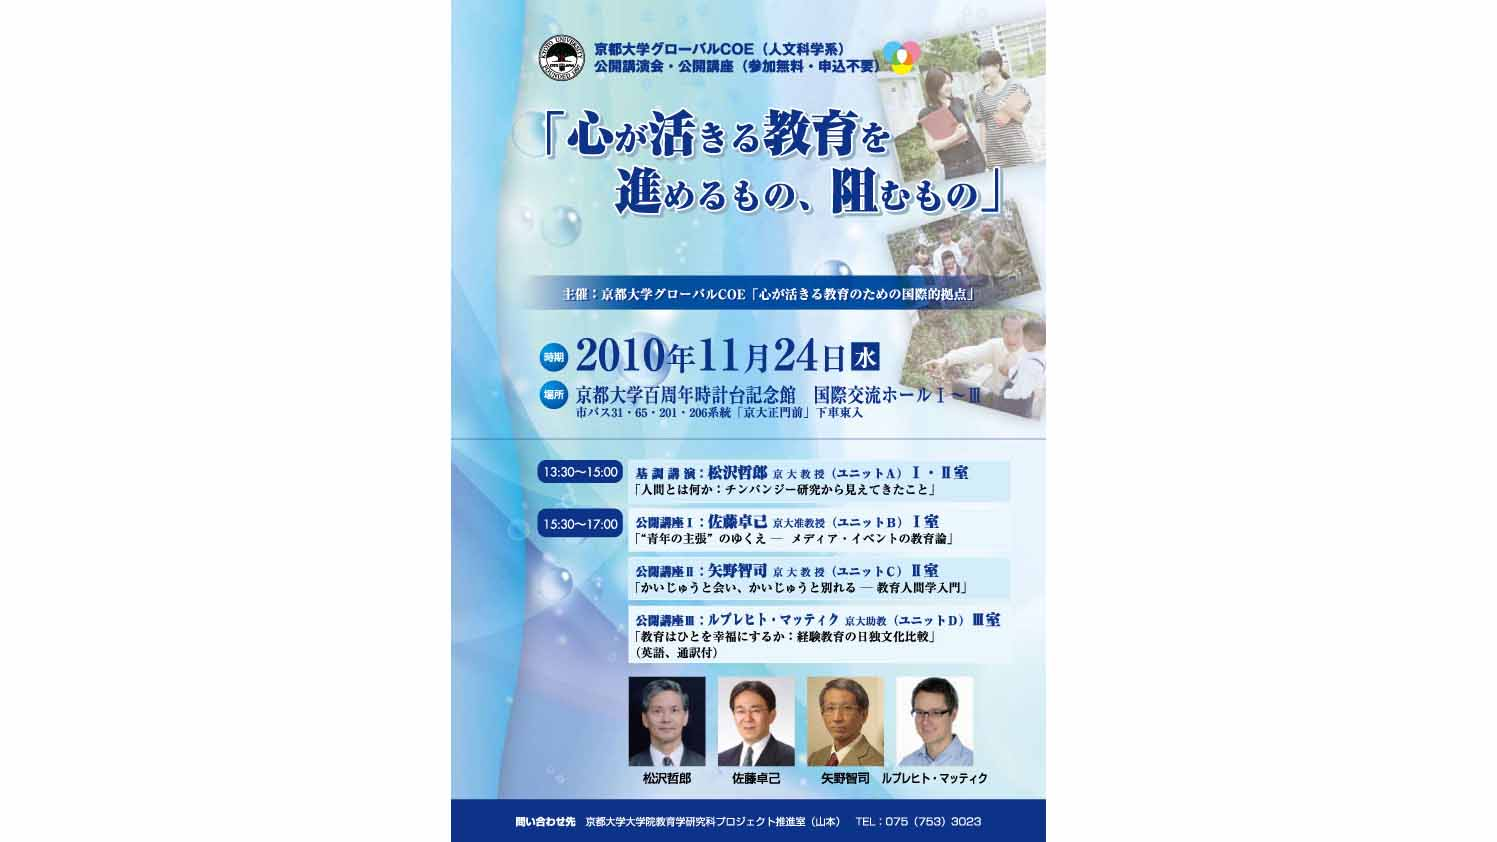 KYOTO UNIVERSITY
FOUNDED 1897
京都大学グローバルCOE（人文科学系）
公開講演会・公開講座（参加無料・申込不要）
「心が活きる教育を
進めるもの、阻むもの」
主催：京都大学グローバルCOE「心が活きる教育のための国際的拠点」
時期 2010年11月24日 水
場所 京都大学百周年時計台記念館　国際交流ホールⅠ～Ⅲ
市バス31・65・201・206系統「京大正門前」下車東入
13:30～15:00 基調講演：松沢哲郎 京大教授（ユニットA）Ⅰ・Ⅱ室
「人間とは何か：チンパンジー研究から見えてきたこと」
15:30～17:00 公開講座Ⅰ：佐藤卓己 京大准教授（ユニットB）Ⅰ室
「“青年の主張”のゆくえ ― メディア・イベントの教育論」
公開講座Ⅱ：矢野智司 京大教授（ユニットC）Ⅱ室
「かいじゅうと会い、かいじゅうと別れる ― 教育人間学入門」
公開講座Ⅲ：ルプレヒト・マッティク 京大助教（ユニットD）Ⅲ室
「教育はひとを幸福にするか：経験教育の日独文化比較」
（英語、通訳付）
松沢哲郎 佐藤卓己 矢野智司 ルプレヒト・マッティク
問い合わせ先　京都大学大学院教育学研究科プロジェクト推進室（山本）　TEL：075（753）3023